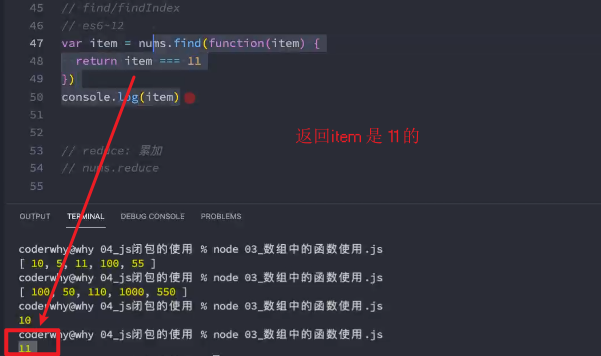 45 // find/findIndex
46 // es6~12
47 var item = nums.find(function(item) {
48 return item === 11
49 })
50 console.log(item)
51
52
53 // reduce: 累加
54 // nums.reduce
55
返回item 是 11 的
OUTPUT TERMINAL DEBUG CONSOLE PROBLEMS
coderwhy@why 04_js闭包的使用 % node 03_数组中的函数使用.js
[ 10, 5, 11, 100, 55 ]
coderwhy@why 04_js闭包的使用 % node 03_数组中的函数使用.js
[ 100, 50, 110, 1000, 550 ]
coderwhy@why 04_js闭包的使用 % node 03_数组中的函数使用.js
10
coderwhy@why 04_js闭包的使用 % node 03_数组中的函数使用.js
11